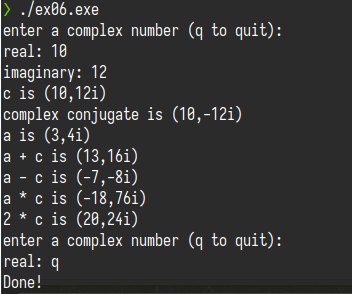 ❯ ./ex06.exe
enter a complex number (q to quit):
real: 10
imaginary: 12
c is (10,12i)
complex conjugate is (10,-12i)
a is (3,4i)
a + c is (13,16i)
a - c is (-7,-8i)
a * c is (-18,76i)
2 * c is (20,24i)
enter a complex number (q to quit):
real: q
Done!